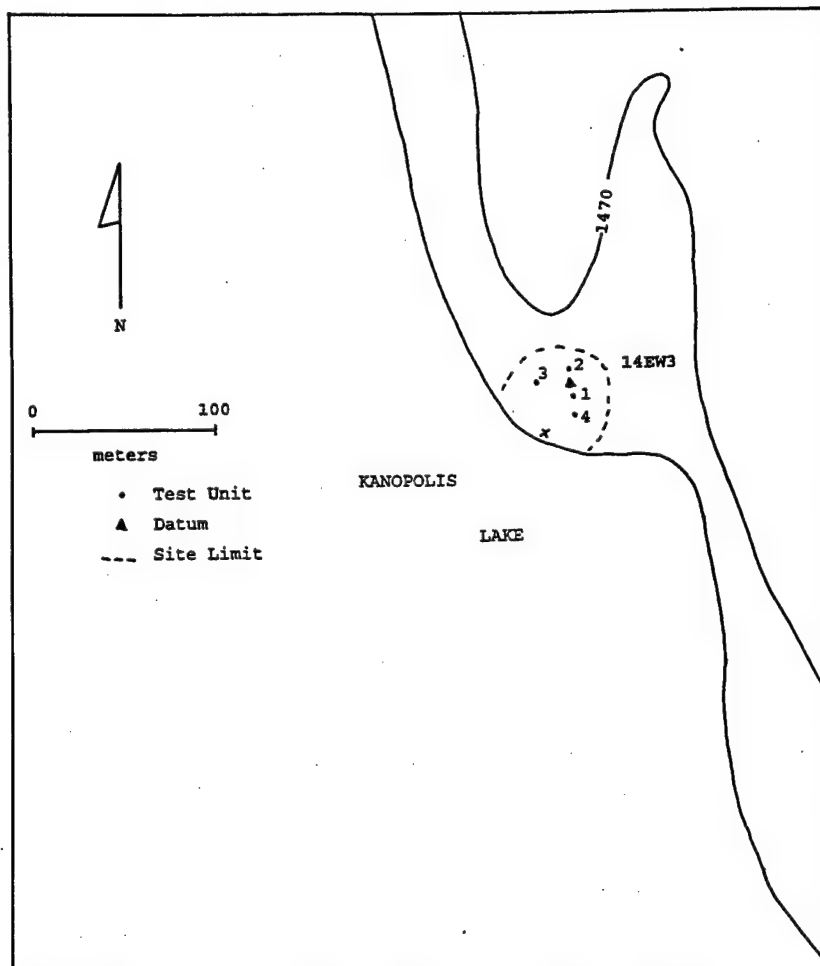 1470
N
14EW3
2
3
1
4
x
0 100
meters
Test Unit
Datum
Site Limit
KANOPOLIS
LAKE